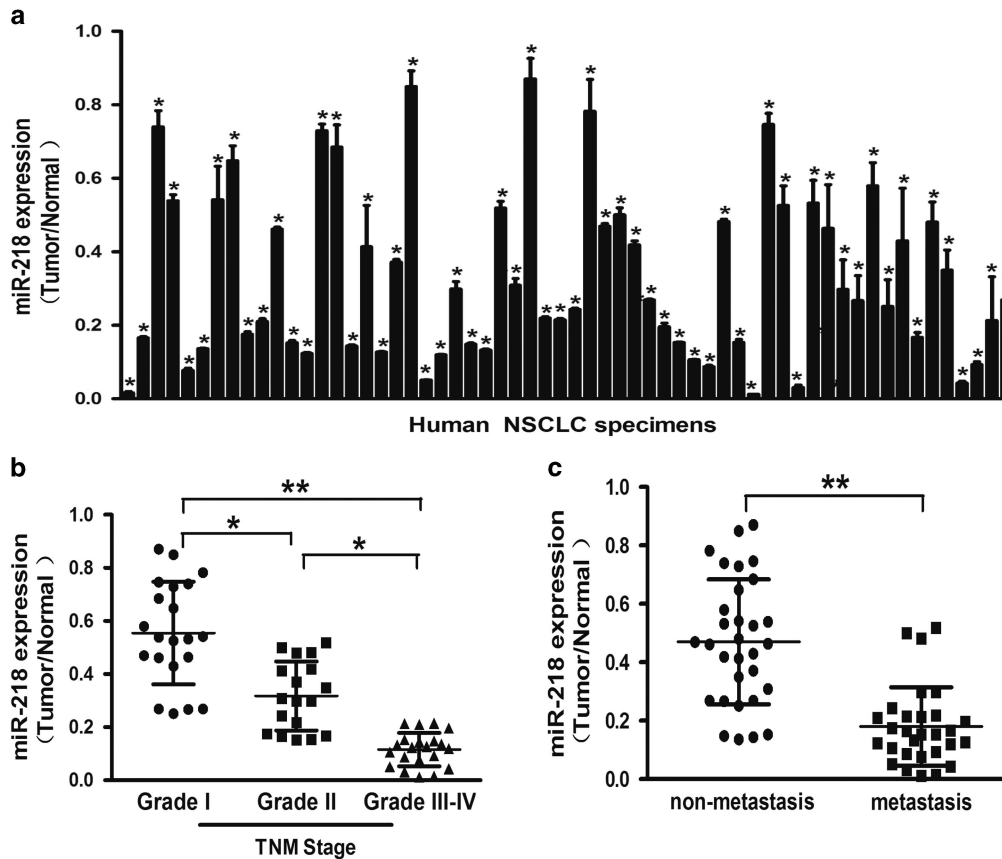 a
miR-218 expression
(Tumor/Normal )
1.0
0.8
0.6
0.4
0.2
0.0
* * * * * * * * * * * * * * * * * * * * * * * * * * * * * * * * * * * * * * * * * * * * * * * * * * * * * * * * * * *
Human NSCLC specimens
b
miR-218 expression
(Tumor/Normal )
1.0
0.8
0.6
0.4
0.2
0.0
**
*
*
Grade I Grade II Grade III-IV
TNM Stage
c
miR-218 expression
(Tumor/Normal )
1.0
0.8
0.6
0.4
0.2
0.0
**
non-metastasis metastasis